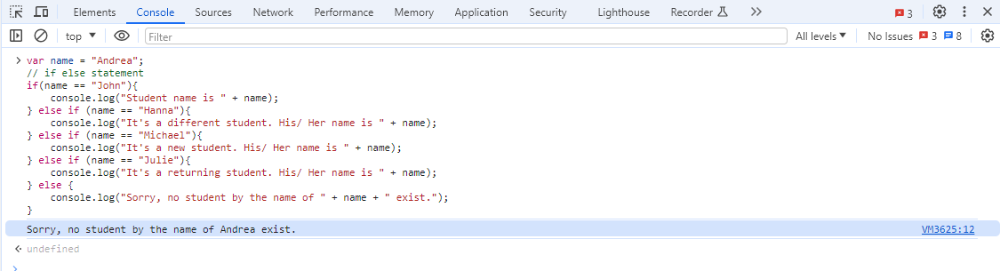 Elements Console Sources Network Performance Memory Application Security Lighthouse Recorder 3
top Filter All levels No Issues 3 8
var name = "Andrea";
// if else statement
if(name == "John"){
    console.log("Student name is " + name);
} else if (name == "Hanna"){
    console.log("It's a different student. His/ Her name is " + name);
} else if (name == "Michael"){
    console.log("It's a new student. His/ Her name is " + name);
} else if (name == "Julie"){
    console.log("It's a returning student. His/ Her name is " + name);
} else {
    console.log("Sorry, no student by the name of " + name + " exist.");
}
Sorry, no student by the name of Andrea exist. VM3625:12
undefined